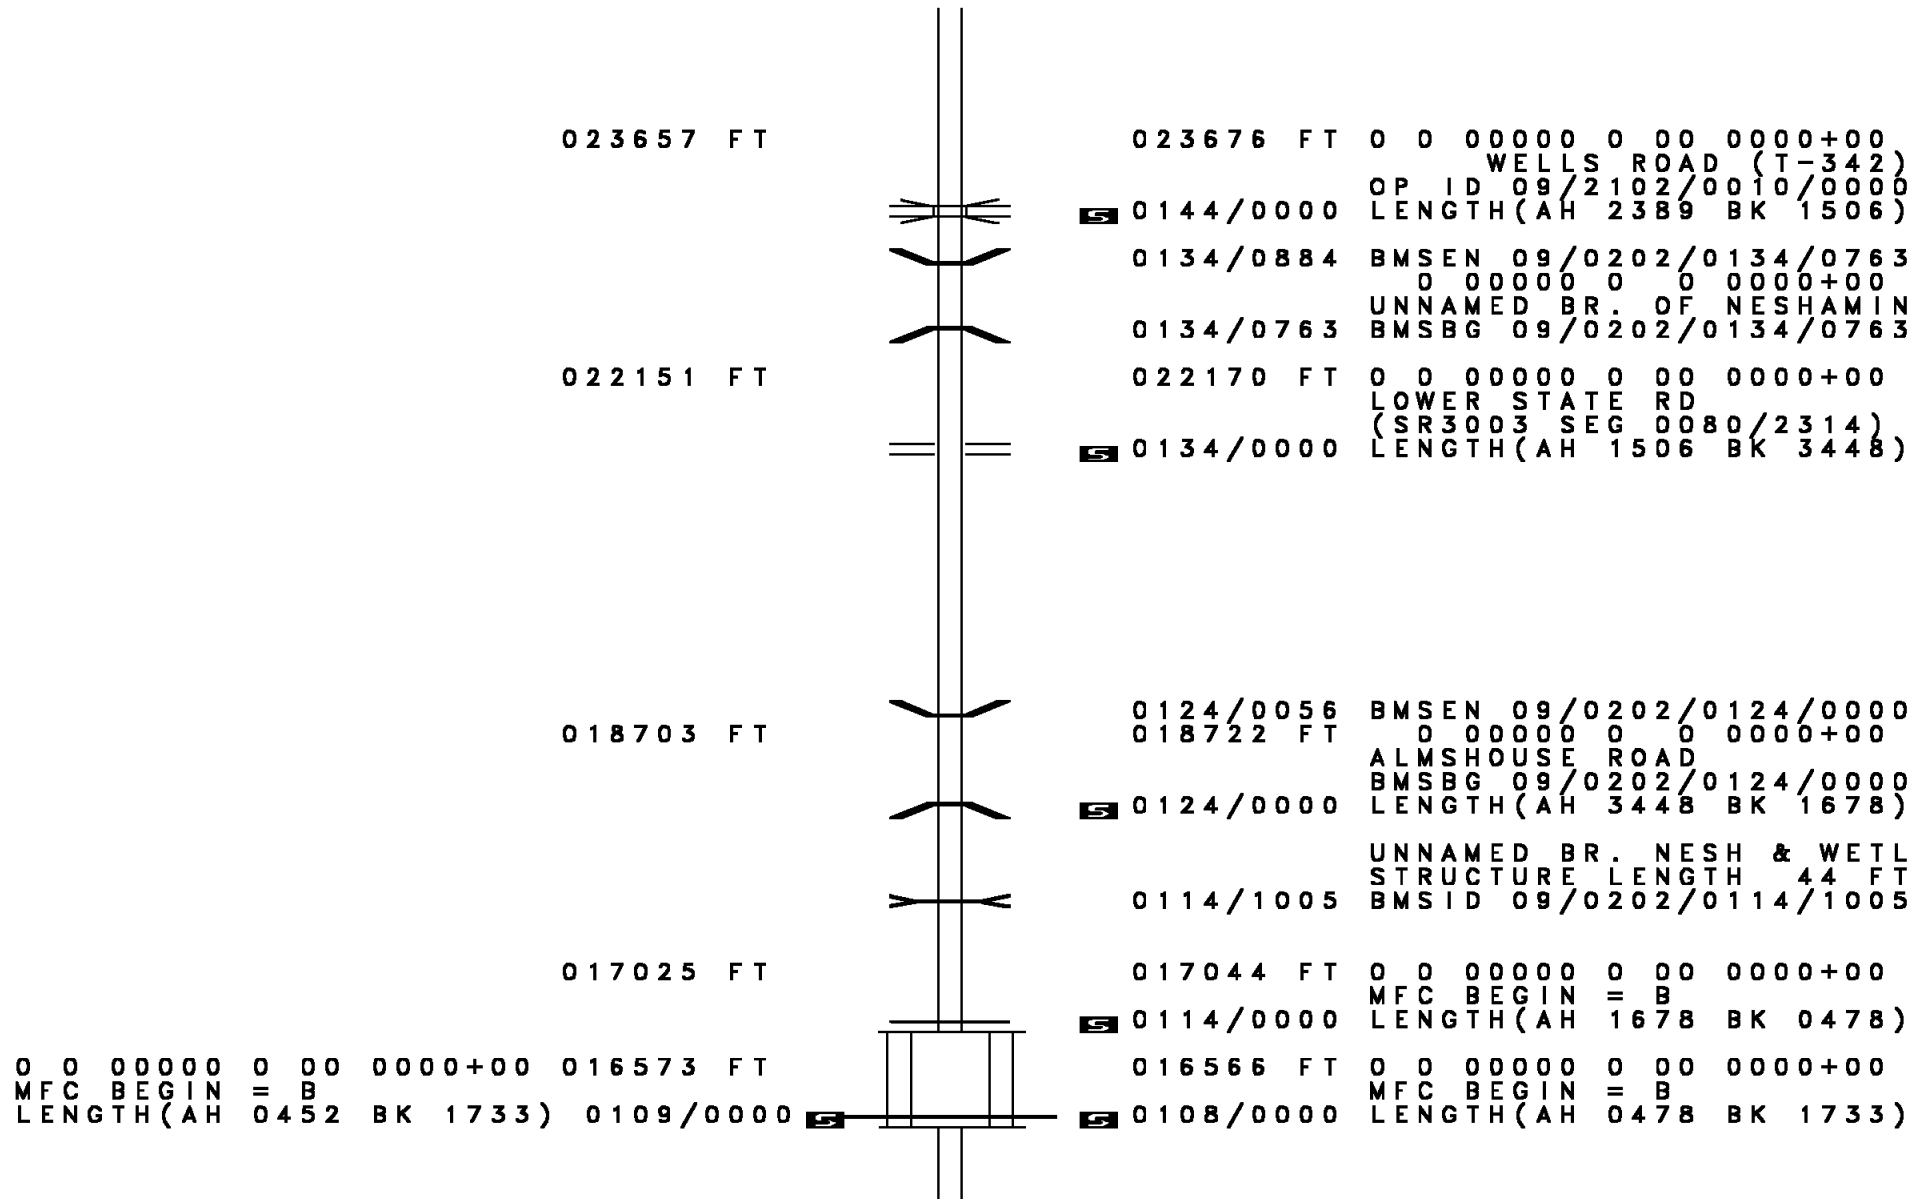 023657 FT 023676 FT 0 0 00000 0 00 0000+00
WELLS ROAD (T-342)
OP ID 09/2102/0010/0000
S 0144/0000 LENGTH(AH 2389 BK 1506)
0134/0884 BMSEN 09/0202/0134/0763
0 00000 0 0 0000+00
UNNAMED BR. OF NESHAMIN
0134/0763 BMSBG 09/0202/0134/0763
022151 FT 022170 FT 0 0 00000 0 00 0000+00
LOWER STATE RD
(SR3003 SEG 0080/2314)
S 0134/0000 LENGTH(AH 1506 BK 3448)
0124/0056 BMSEN 09/0202/0124/0000
018703 FT 018722 FT 0 00000 0 0 0000+00
ALMSHOUSE ROAD
BMSBG 09/0202/0124/0000
S 0124/0000 LENGTH(AH 3448 BK 1678)
UNNAMED BR. NESH & WETL
STRUCTURE LENGTH 44 FT
0114/1005 BMSID 09/0202/0114/1005
017025 FT 017044 FT 0 0 00000 0 00 0000+00
MFC BEGIN = B
S 0114/0000 LENGTH(AH 1678 BK 0478)
0 0 00000 0 00 0000+00 016573 FT 016566 FT 0 0 00000 0 00 0000+00
MFC BEGIN = B MFC BEGIN = B
LENGTH(AH 0452 BK 1733) 0109/0000 S S 0108/0000 LENGTH(AH 0478 BK 1733)